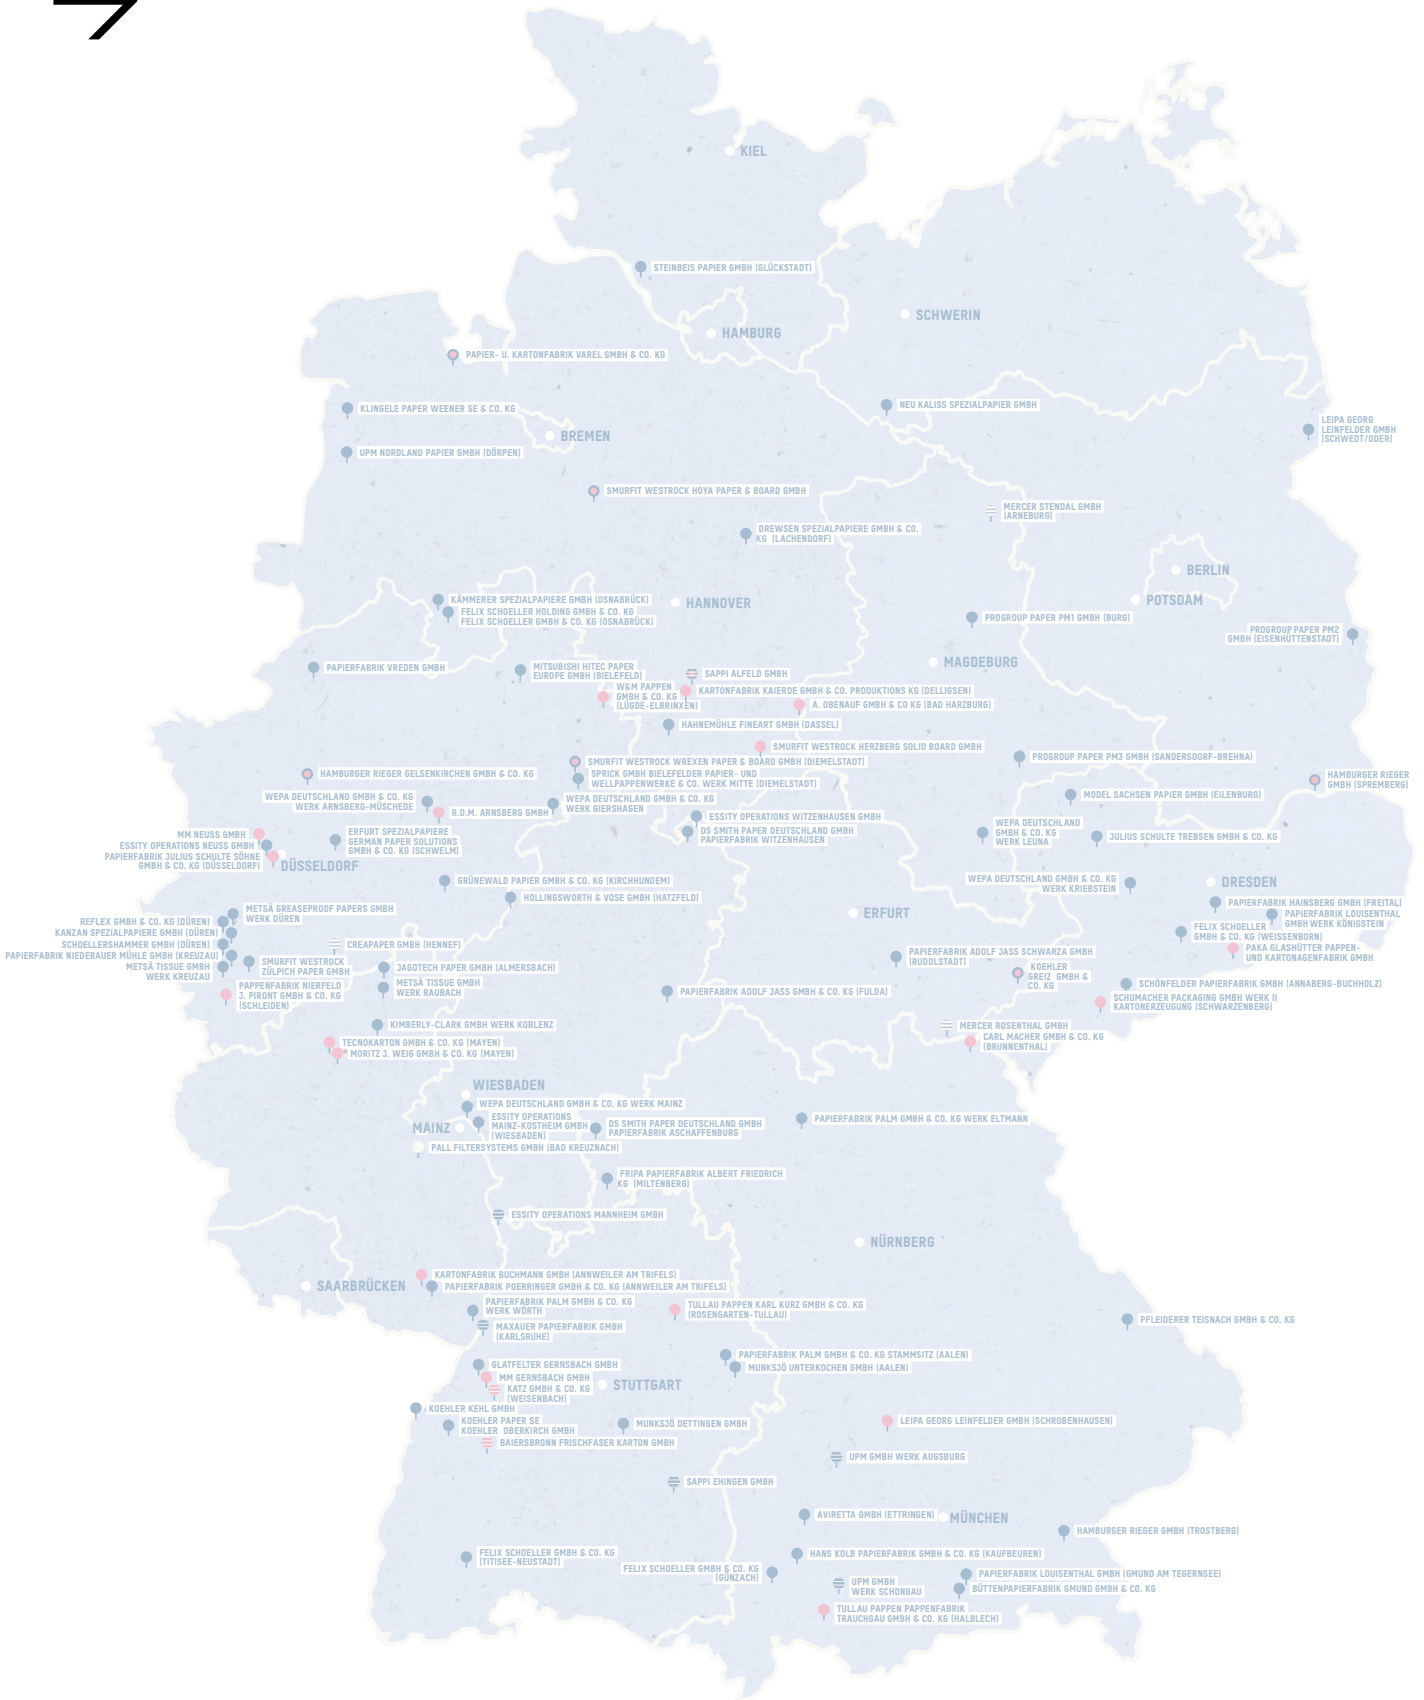 KIEL
STEINBEIS PAPIER GMBH (GLÜCKSTADT)
SCHWERIN
HAMBURG
PAPIER- U. KARTONFABRIK VAREL GMBH & CO. KG
NEU KALISS SPEZIALPAPIER GMBH
KLINGELE PAPER WEENER SE & CO. KG
LEIPA GEORG
LEINFELDER GMBH
(SCHWEDT/ODER)
BREMEN
UPM NORDLAND PAPIER GMBH (DÖRPEN)
SMURFIT WESTROCK HOYA PAPER & BOARD GMBH
MERCER STENDAL GMBH
(ARNEBURG)
DREWSEN SPEZIALPAPIERE GMBH & CO.
KG (LACHENDORF)
BERLIN
KÄMMERER SPEZIALPAPIERE GMBH (OSNABRÜCK)
HANNOVER
POTSDAM
FELIX SCHOELLER HOLDING GMBH & CO. KG
FELIX SCHOELLER GMBH & CO. KG (OSNABRÜCK)
PROGROUP PAPER PM1 GMBH (BURG)
PROGROUP PAPER PM2
GMBH (EISENHÜTTENSTADT)
MAGDEBURG
PAPIERFABRIK VREDEN GMBH
MITSUBISHI HITEC PAPER
EUROPE GMBH (BIELEFELD)
SAPPI ALFELD GMBH
W&M PAPPEN
GMBH & CO. KG
(LÜGDE-ELBRINXEN)
KARTONFABRIK KAIERDE GMBH & CO. PRODUKTIONS KG (DELLIGSEN)
A. OBENAUF GMBH & CO KG (BAD HARZBURG)
HAHNEMÜHLE FINEART GMBH (DASSEL)
SMURFIT WESTROCK HERZBERG SOLID BOARD GMBH
PROGROUP PAPER PM3 GMBH (SANDERSDORF-BREHNA)
SMURFIT WESTROCK WREXEN PAPER & BOARD GMBH (DIEMELSTADT)
HAMBURGER RIEGER GELSENKIRCHEN GMBH & CO. KG
SPRICK GMBH BIELEFELDER PAPIER- UND
WELLPAPPENWERKE & CO. WERK MITTE (DIEMELSTADT)
HAMBURGER RIEGER
GMBH (SPREMBERG)
WEPA DEUTSCHLAND GMBH & CO. KG
WERK ARNSBERG-MÜSCHEDE
WEPA DEUTSCHLAND GMBH & CO. KG
WERK GIERSHAGEN
MODEL SACHSEN PAPIER GMBH (EILENBURG)
R.D.M. ARNSBERG GMBH
ESSITY OPERATIONS WITZENHAUSEN GMBH
DS SMITH PAPER DEUTSCHLAND GMBH
PAPIERFABRIK WITZENHAUSEN
WEPA DEUTSCHLAND
GMBH & CO. KG
WERK LEUNA
JULIUS SCHULTE TREBSEN GMBH & CO. KG
MM NEUSS GMBH
ESSITY OPERATIONS NEUSS GMBH
PAPIERFABRIK JULIUS SCHULTE SÖHNE
GMBH & CO. KG (DÜSSELDORF)
ERFURT SPEZIALPAPIERE
GERMAN PAPER SOLUTIONS
GMBH & CO. KG (SCHWELM)
DÜSSELDORF
GRÜNEWALD PAPIER GMBH & CO. KG (KIRCHHUNDEM)
WEPA DEUTSCHLAND GMBH & CO. KG
WERK KRIEBSTEIN
DRESDEN
HOLLINGSWORTH & VOSE GMBH (HATZFELD)
PAPIERFABRIK HAINSBERG GMBH (FREITAL)
METSÄ GREASEPROOF PAPERS GMBH
WERK DÜREN
ERFURT
PAPIERFABRIK LOUISENTHAL
GMBH WERK KÖNIGSTEIN
REFLEX GMBH & CO. KG (DÜREN)
KANZAN SPEZIALPAPIERE GMBH (DÜREN)
FELIX SCHOELLER
GMBH & CO. KG (WEISSENBORN)
SCHOELLERSHAMMER GMBH (DÜREN)
CREAPAPER GMBH (HENNEF)
PAKA GLASHÜTTER PAPPEN-
UND KARTONAGENFABRIK GMBH
PAPIERFABRIK NIEDERAUER MÜHLE GMBH (KREUZAU)
PAPIERFABRIK ADOLF JASS SCHWARZA GMBH
(RUDOLSTADT)
METSÄ TISSUE GMBH
WERK KREUZAU
SMURFIT WESTROCK
ZÜLPICH PAPER GMBH
JAGOTECH PAPER GMBH (ALMERSBACH)
KOEHLER
GREIZ GMBH &
CO. KG
METSÄ TISSUE GMBH
WERK RAUBACH
SCHÖNFELDER PAPIERFABRIK GMBH (ANNABERG-BUCHHOLZ)
PAPPENFABRIK NIERFELD
J. PIRONT GMBH & CO. KG
(SCHLEIDEN)
PAPIERFABRIK ADOLF JASS GMBH & CO. KG (FULDA)
SCHUMACHER PACKAGING GMBH WERK II
KARTONERZEUGUNG (SCHWARZENBERG)
KIMBERLY-CLARK GMBH WERK KOBLENZ
MERCER ROSENTHAL GMBH
CARL MACHER GMBH & CO. KG
(BRUNNENTHAL)
TECNOKARTON GMBH & CO. KG (MAYEN)
MORITZ J. WEIG GMBH & CO. KG (MAYEN)
WIESBADEN
WEPA DEUTSCHLAND GMBH & CO. KG WERK MAINZ
ESSITY OPERATIONS
MAINZ-KOSTHEIM GMBH
(WIESBADEN)
MAINZ
DS SMITH PAPER DEUTSCHLAND GMBH
PAPIERFABRIK ASCHAFFENBURG
PAPIERFABRIK PALM GMBH & CO. KG WERK ELTMANN
PALL FILTERSYSTEMS GMBH (BAD KREUZNACH)
FRIPA PAPIERFABRIK ALBERT FRIEDRICH
KG (MILTENBERG)
ESSITY OPERATIONS MANNHEIM GMBH
NÜRNBERG
KARTONFABRIK BUCHMANN GMBH (ANNWEILER AM TRIFELS)
SAARBRÜCKEN
PAPIERFABRIK POERRINGER GMBH & CO. KG (ANNWEILER AM TRIFELS)
PAPIERFABRIK PALM GMBH & CO. KG
WERK WÖRTH
TULLAU PAPPEN KARL KURZ GMBH & CO. KG
(ROSENGARTEN-TULLAU)
PFLEIDERER TEISNACH GMBH & CO. KG
MAXAUER PAPIERFABRIK GMBH
(KARLSRUHE)
PAPIERFABRIK PALM GMBH & CO. KG STAMMSITZ (AALEN)
GLATFELTER GERNSBACH GMBH
MUNKSJÖ UNTERKOCHEN GMBH (AALEN)
MM GERNSBACH GMBH
KATZ GMBH & CO. KG
(WEISENBACH)
STUTTGART
KOEHLER KEHL GMBH
KOEHLER PAPER SE
KOEHLER OBERKIRCH GMBH
MUNKSJÖ DETTINGEN GMBH
LEIPA GEORG LEINFELDER GMBH (SCHROBENHAUSEN)
BAIERSBRONN FRISCHFASER KARTON GMBH
UPM GMBH WERK AUGSBURG
SAPPI EHINGEN GMBH
AVIRETTA GMBH (ETTRINGEN)
MÜNCHEN
HAMBURGER RIEGER GMBH (TROSTBERG)
FELIX SCHOELLER GMBH & CO. KG
(TITISEE-NEUSTADT)
HANS KOLB PAPIERFABRIK GMBH & CO. KG (KAUFBEUREN)
FELIX SCHOELLER GMBH & CO. KG
(GÜNZACH)
PAPIERFABRIK LOUISENTHAL GMBH (GMUND AM TEGERNSEE)
UPM GMBH
WERK SCHONGAU
BÜTTENPAPIERFABRIK GMUND GMBH & CO. KG
TULLAU PAPPEN PAPPENFABRIK
TRAUCHGAU GMBH & CO. KG (HALBLECH)